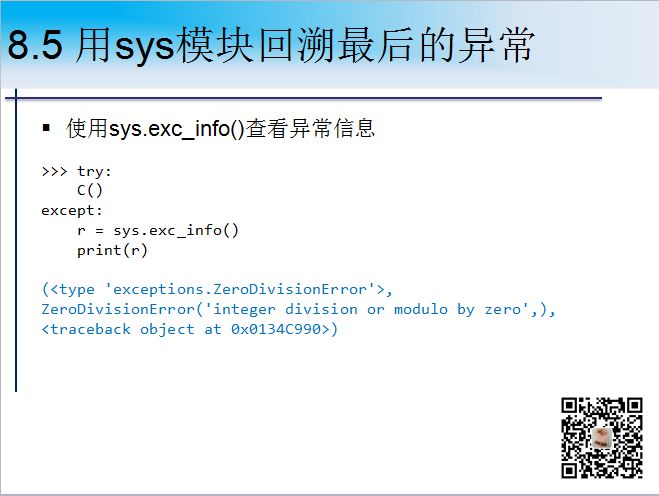 8.5 用sys模块回溯最后的异常
▪ 使用sys.exc_info()查看异常信息
>>> try:
    C()
except:
    r = sys.exc_info()
    print(r)
(<type 'exceptions.ZeroDivisionError'>,
ZeroDivisionError('integer division or modulo by zero',),
<traceback object at 0x0134C990>)